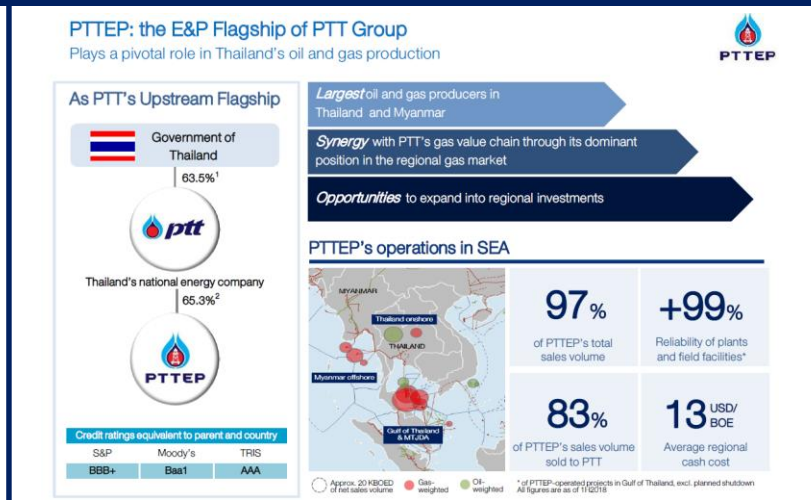 PTTEP: the E&P Flagship of PTT Group
Plays a pivotal role in Thailand's oil and gas production
PTTEP
As PTT's Upstream Flagship
Government of
Thailand
63.5%¹
ptt
Thailand's national energy company
65.3%²
PTTEP
Credit ratings equivalent to parent and country
S&P Moody's TRIS
BBB+ Baa1 AAA
Largest oil and gas producers in
Thailand and Myanmar
Synergy with PTT's gas value chain through its dominant
position in the regional gas market
Opportunities to expand into regional investments
PTTEP's operations in SEA
MYANMAR
Thailand onshore
THAILAND
Myanmar offshore
Gulf of Thailand
& MTJDA
Approx. 20 KBOED
of net sales volume
Gas-
weighted
Oil-
weighted
97%
of PTTEP's total
sales volume
+99%
Reliability of plants
and field facilities*
83%
of PTTEP's sales volume
sold to PTT
13 USD/
BOE
Average regional
cash cost
* of PTTEP-operated projects in Gulf of Thailand, excl. planned shutdown
All figures are as of 1H2018